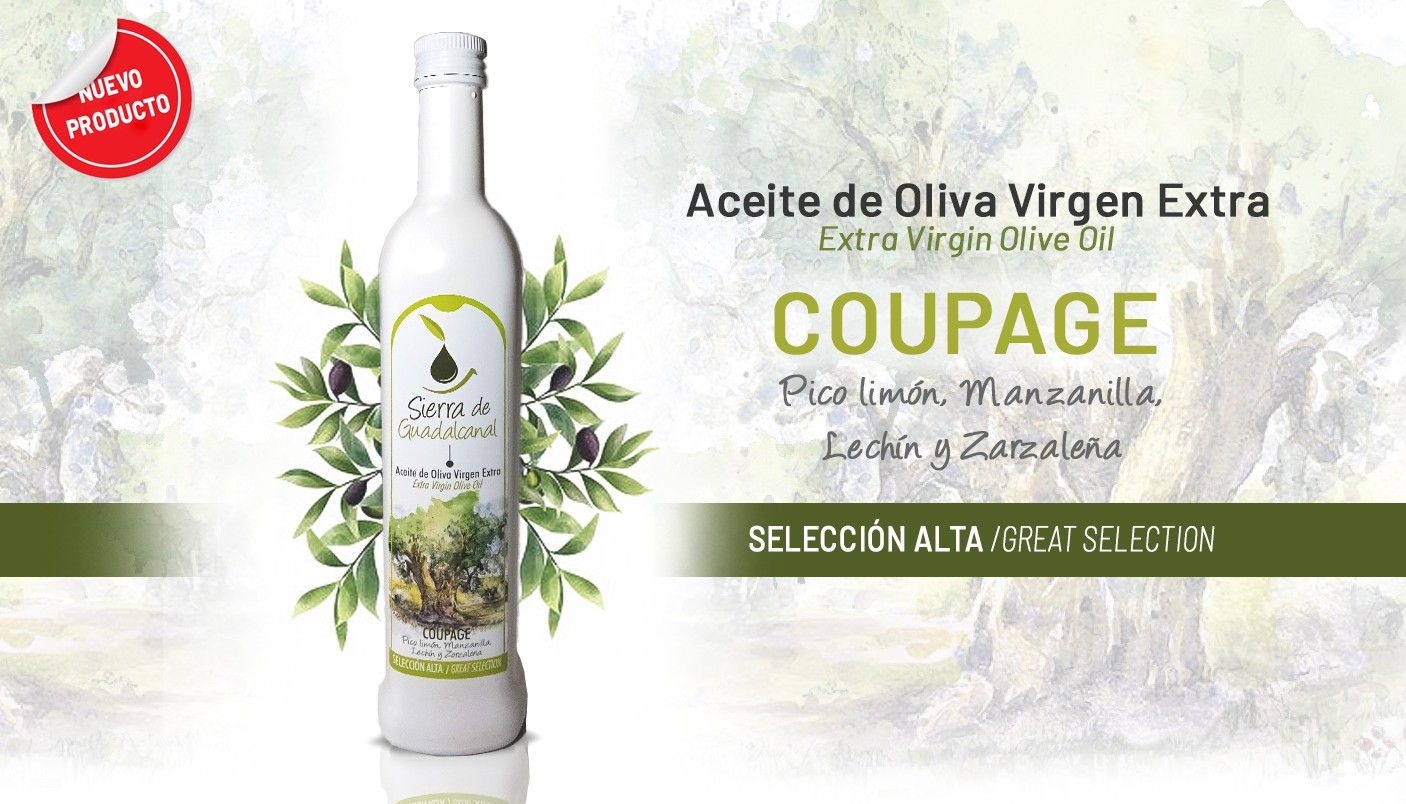 NUEVO
PRODUCTO
Aceite de Oliva Virgen Extra
Extra Virgin Olive Oil
COUPAGE
Pico limón, Manzanilla,
Lechín y Zarzaleña
SELECCIÓN ALTA /GREAT SELECTION
Sierra de
Guadalcanal
Aceite de Oliva Virgen Extra
Extra Virgin Olive Oil
COUPAGE
Pico limón, Manzanilla,
Lechín y Zarzaleña
SELECCIÓN ALTA / GREAT SELECTION